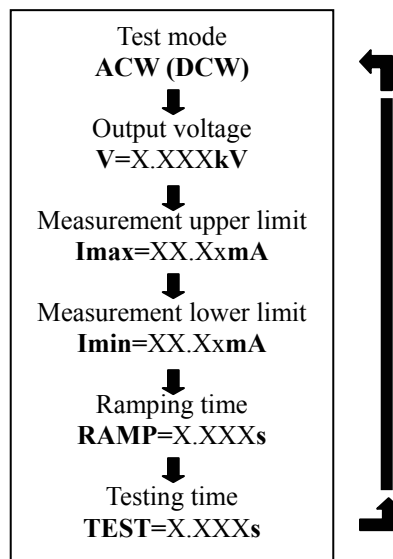 Test mode
ACW (DCW)
Output voltage
V=X.XXXkV
Measurement upper limit
Imax=XX.XxmA
Measurement lower limit
Imin=XX.XxmA
Ramping time
RAMP=X.XXXs
Testing time
TEST=X.XXXs